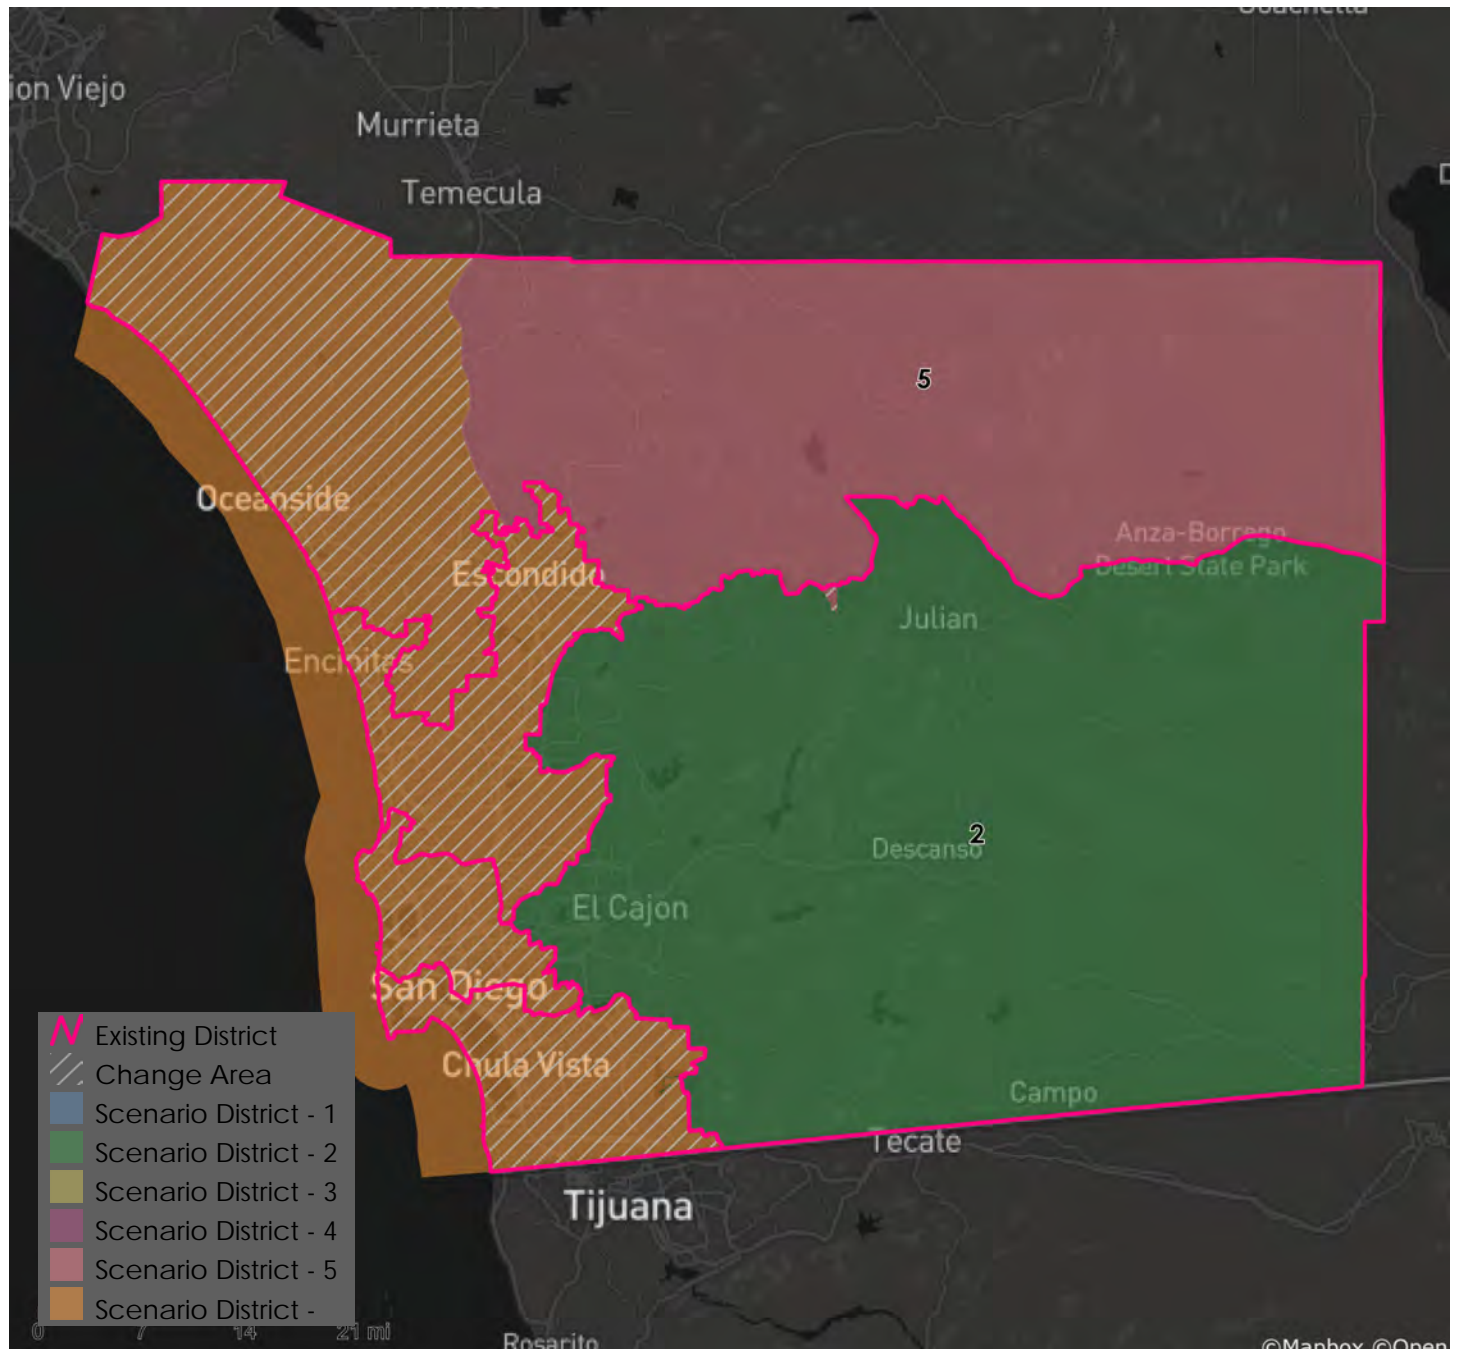 ion Viejo
Murrieta
Temecula
5
Oceanside
Anza-Borrego
Desert State Park
Escondido
Julian
Encinitas
2
Descanso
El Cajon
San Diego
Existing District
Chula Vista
Change Area
Campo
Scenario District - 1
Tecate
Scenario District - 2
Scenario District - 3
Tijuana
Scenario District - 4
Scenario District - 5
Scenario District -
0 7 14 21 mi
Rosarito
©Mapbox ©Open